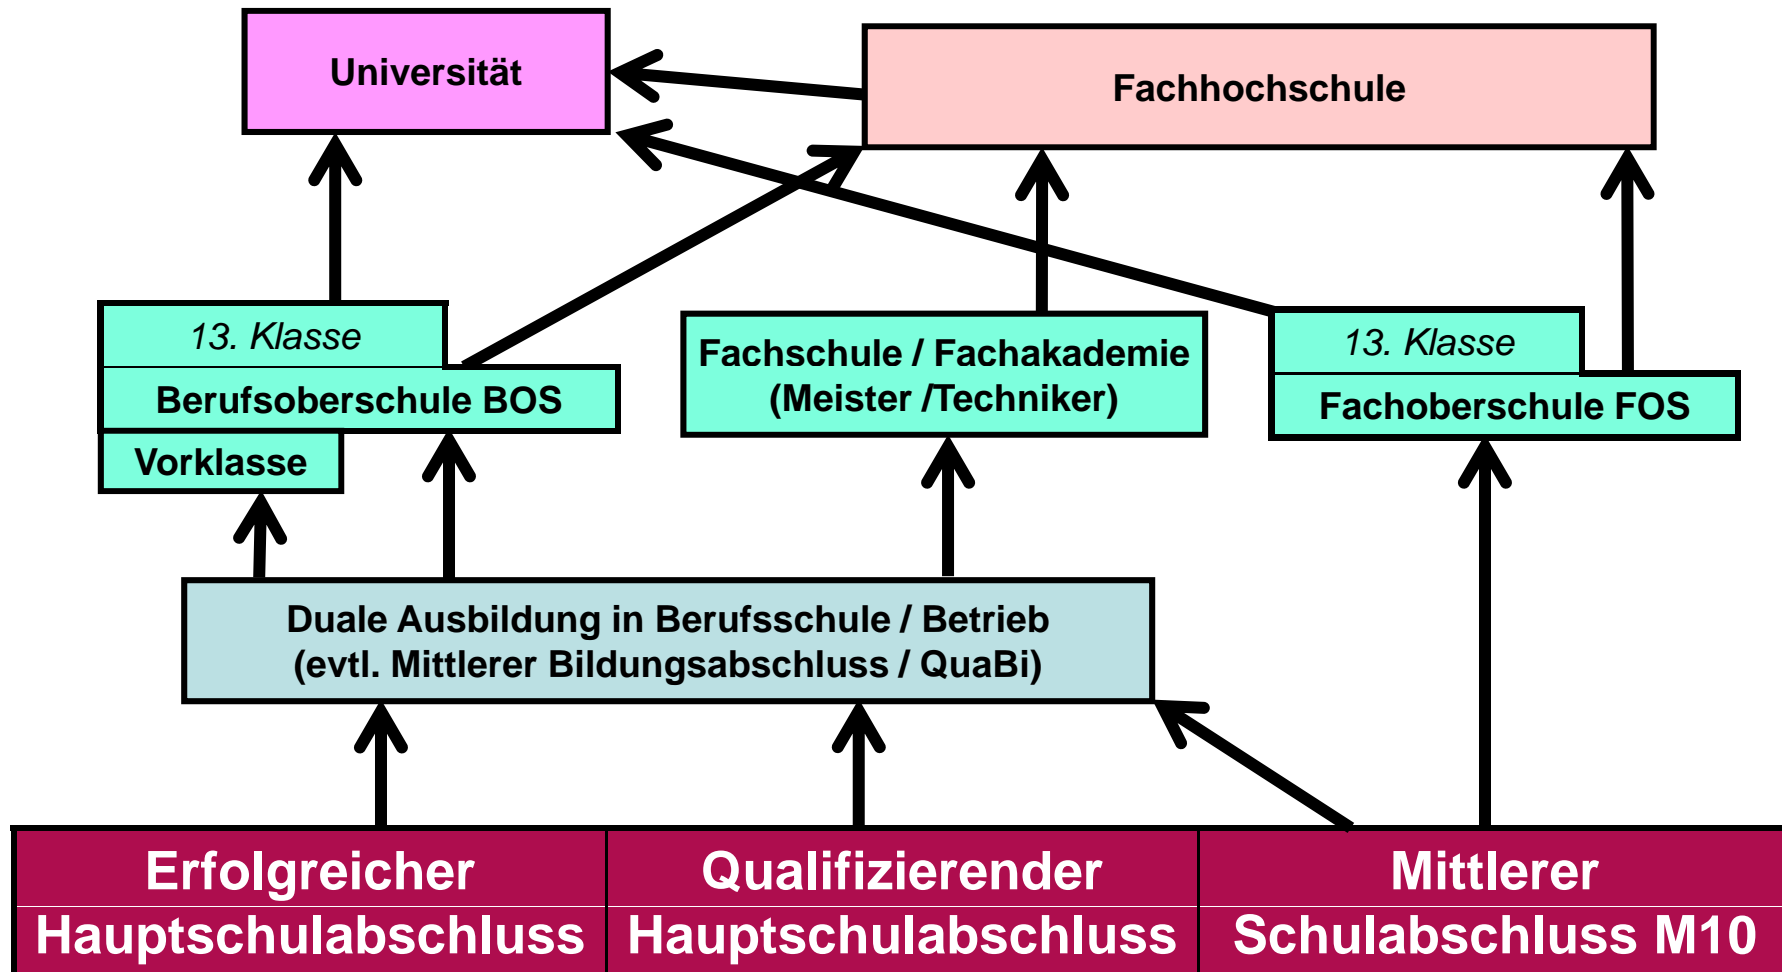 Universität
Fachhochschule
13. Klasse
Berufsoberschule BOS
Vorklasse
Fachschule / Fachakademie
(Meister /Techniker)
13. Klasse
Fachoberschule FOS
Duale Ausbildung in Berufsschule / Betrieb
(evtl. Mittlerer Bildungsabschluss / QuaBi)
Erfolgreicher
Hauptschulabschluss
Qualifizierender
Hauptschulabschluss
Mittlerer
Schulabschluss M10